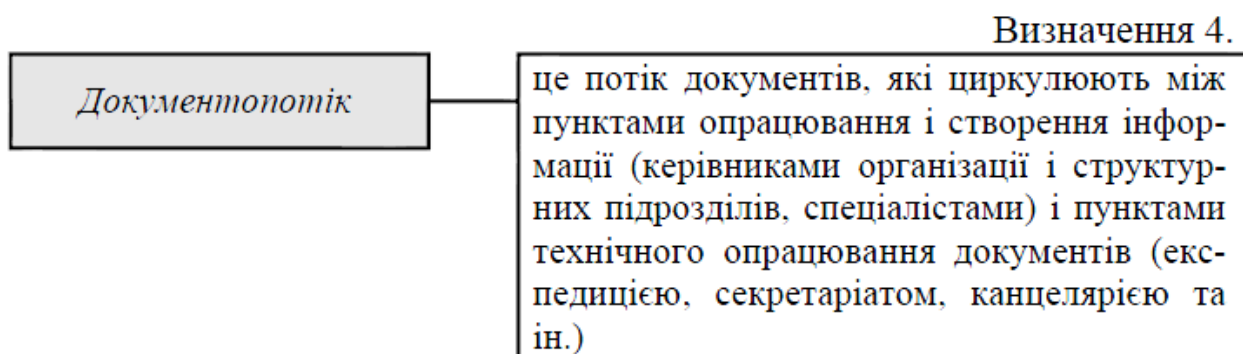 Визначення 4.
Документопотік
це потік документів, які циркулюють між
пунктами опрацювання і створення інфор-
мації (керівниками організації і структур-
них підрозділів, спеціалістами) і пунктами
технічного опрацювання документів (екс-
педицією, секретаріатом, канцелярією та
ін.)